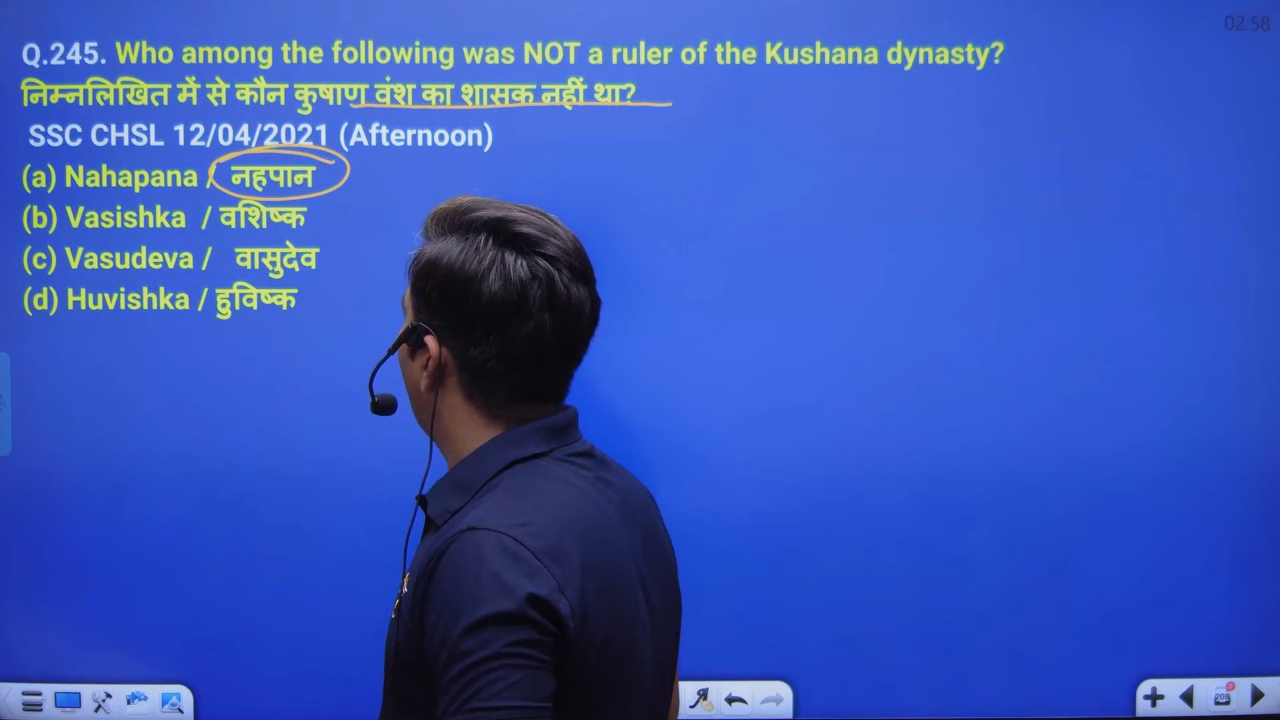 02:58
Q.245. Who among the following was NOT a ruler of the Kushana dynasty?
निम्नलिखित में से कौन कुषाण वंश का शासक नहीं था?
SSC CHSL 12/04/2021 (Afternoon)
(a) Nahapana / नहपान
(b) Vasishka / वशिष्क
(c) Vasudeva / वासुदेव
(d) Huvishka / हुविष्क